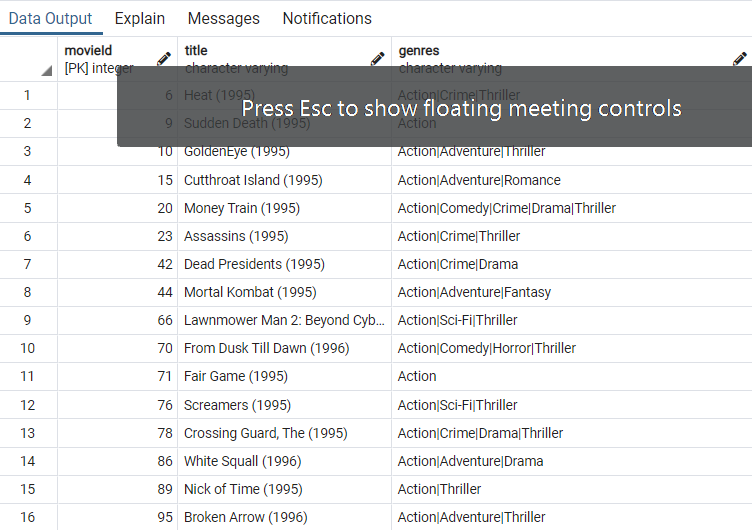 Data Output Explain Messages Notifications
movieId title genres
[PK] integer character varying character varying
1 6 Heat (1995) Action|Crime|Thriller
Press Esc to show floating meeting controls
2 9 Sudden Death (1995) Action
3 10 GoldenEye (1995) Action|Adventure|Thriller
4 15 Cutthroat Island (1995) Action|Adventure|Romance
5 20 Money Train (1995) Action|Comedy|Crime|Drama|Thriller
6 23 Assassins (1995) Action|Crime|Thriller
7 42 Dead Presidents (1995) Action|Crime|Drama
8 44 Mortal Kombat (1995) Action|Adventure|Fantasy
9 66 Lawnmower Man 2: Beyond Cyb... Action|Sci-Fi|Thriller
10 70 From Dusk Till Dawn (1996) Action|Comedy|Horror|Thriller
11 71 Fair Game (1995) Action
12 76 Screamers (1995) Action|Sci-Fi|Thriller
13 78 Crossing Guard, The (1995) Action|Crime|Drama|Thriller
14 86 White Squall (1996) Action|Adventure|Drama
15 89 Nick of Time (1995) Action|Thriller
16 95 Broken Arrow (1996) Action|Adventure|Thriller